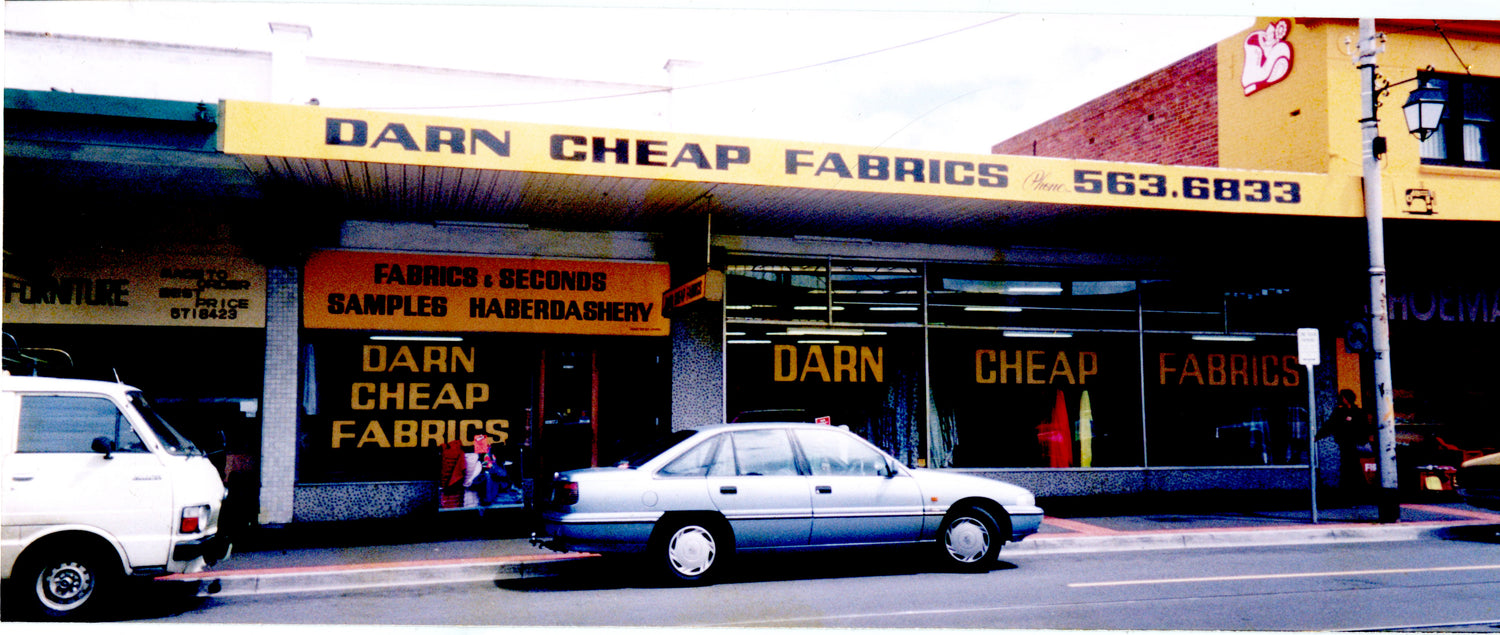 DARN CHEAP FABRICS Phone 563.6833
FURNITURE
MADE TO
ORDER
BEST
PRICE
5718423
FABRICS & SECONDS
SAMPLES HABERDASHERY
DARN
CHEAP
FABRICS
DARN CHEAP FABRICS